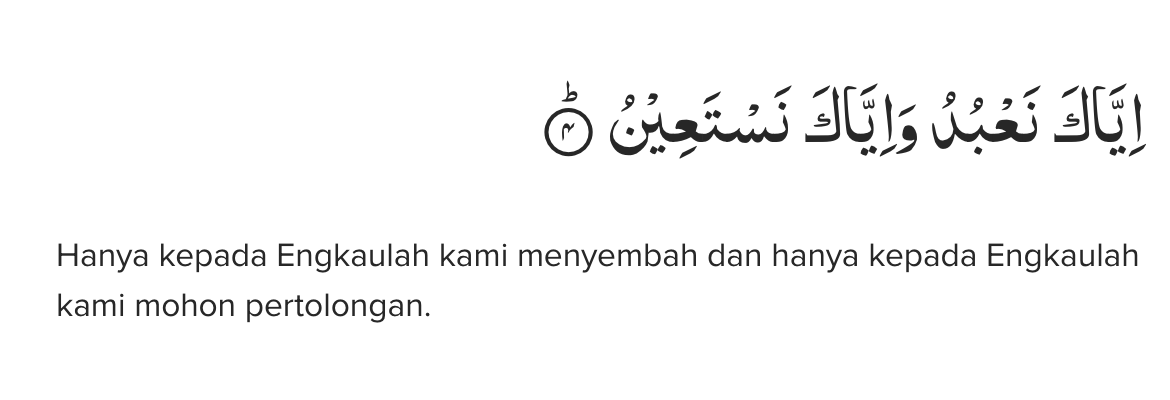 اِيَّاكَ نَعْبُدُ وَاِيَّاكَ نَسْتَعِيْنُۗ ۝٤
Hanya kepada Engkaulah kami menyembah dan hanya kepada Engkaulah
kami mohon pertolongan.